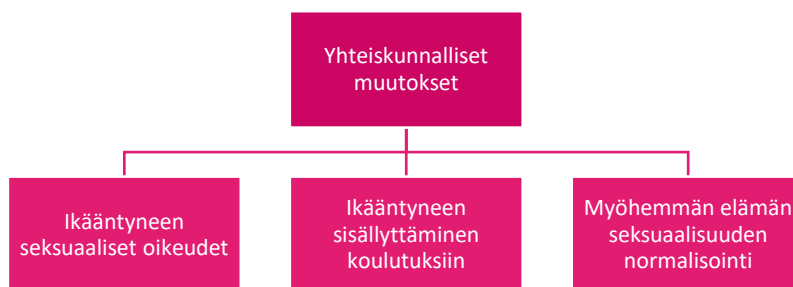 Yhteiskunnalliset
muutokset
Ikääntyneen
seksuaaliset oikeudet
Ikääntyneen
sisällyttäminen
koulutuksiin
Myöhemmän elämän
seksuaalisuuden
normalisointi